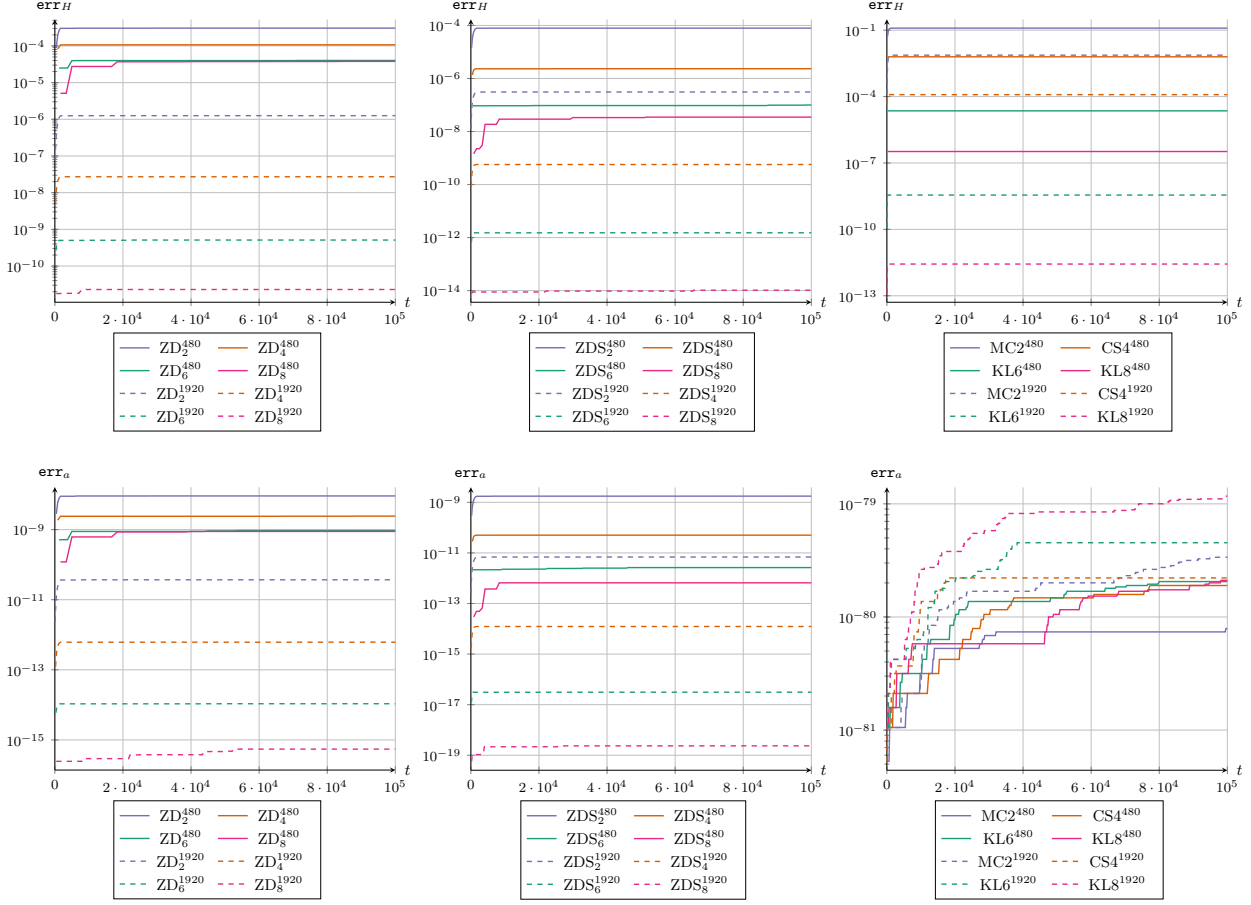 err_H
10^{-4}
10^{-5}
10^{-6}
10^{-7}
10^{-8}
10^{-9}
10^{-10}
0 2·10^4 4·10^4 6·10^4 8·10^4 10^5 t
ZD_2^{480} ZD_4^{480}
ZD_6^{480} ZD_8^{480}
ZD_2^{1920} ZD_4^{1920}
ZD_6^{1920} ZD_8^{1920}
err_H
10^{-4}
10^{-6}
10^{-8}
10^{-10}
10^{-12}
10^{-14}
0 2·10^4 4·10^4 6·10^4 8·10^4 10^5 t
ZDS_2^{480} ZDS_4^{480}
ZDS_6^{480} ZDS_8^{480}
ZDS_2^{1920} ZDS_4^{1920}
ZDS_6^{1920} ZDS_8^{1920}
err_H
10^{-1}
10^{-4}
10^{-7}
10^{-10}
10^{-13}
0 2·10^4 4·10^4 6·10^4 8·10^4 10^5 t
MC2^{480} CS4^{480}
KL6^{480} KL8^{480}
MC2^{1920} CS4^{1920}
KL6^{1920} KL8^{1920}
err_a
10^{-9}
10^{-11}
10^{-13}
10^{-15}
0 2·10^4 4·10^4 6·10^4 8·10^4 10^5 t
ZD_2^{480} ZD_4^{480}
ZD_6^{480} ZD_8^{480}
ZD_2^{1920} ZD_4^{1920}
ZD_6^{1920} ZD_8^{1920}
err_a
10^{-9}
10^{-11}
10^{-13}
10^{-15}
10^{-17}
10^{-19}
0 2·10^4 4·10^4 6·10^4 8·10^4 10^5 t
ZDS_2^{480} ZDS_4^{480}
ZDS_6^{480} ZDS_8^{480}
ZDS_2^{1920} ZDS_4^{1920}
ZDS_6^{1920} ZDS_8^{1920}
err_a
10^{-79}
10^{-80}
10^{-81}
0 2·10^4 4·10^4 6·10^4 8·10^4 10^5 t
MC2^{480} CS4^{480}
KL6^{480} KL8^{480}
MC2^{1920} CS4^{1920}
KL6^{1920} KL8^{1920}